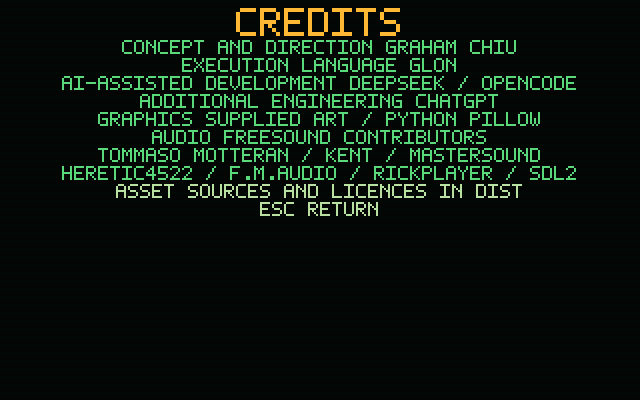 CREDITS
CONCEPT AND DIRECTION GRAHAM CHIU
EXECUTION LANGUAGE GLON
AI-ASSISTED DEVELOPMENT DEEPSEEK / OPENCODE
ADDITIONAL ENGINEERING CHATGPT
GRAPHICS SUPPLIED ART / PYTHON PILLOW
AUDIO FREESOUND CONTRIBUTORS
TOMMASO MOTTERAN / KENT / MASTERSOUND
HERETIC4522 / F.M.AUDIO / RICKPLAYER / SDL2
ASSET SOURCES AND LICENCES IN DIST
ESC RETURN